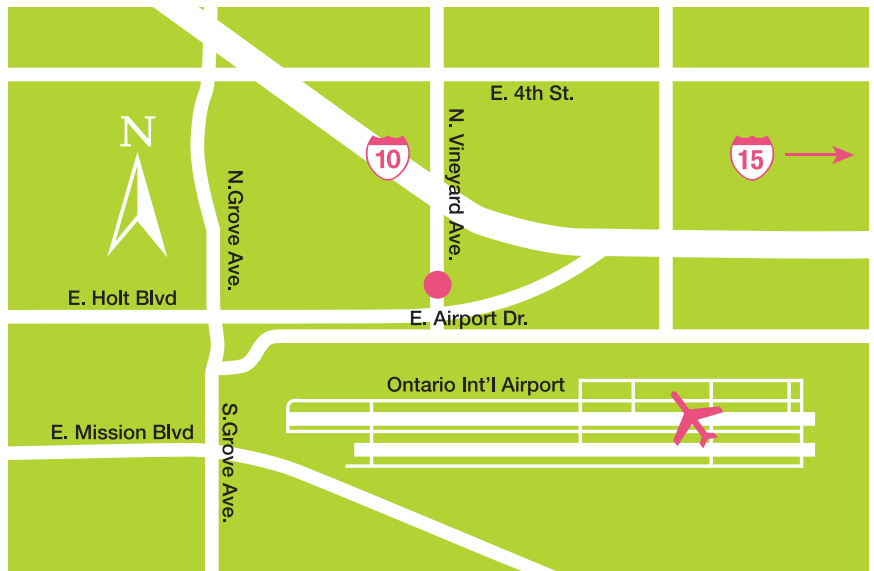 E. 4th St.
N
10
N. Vineyard Ave.
15
N.Grove Ave.
E. Holt Blvd
E. Airport Dr.
Ontario Int'l Airport
S.Grove Ave.
E. Mission Blvd